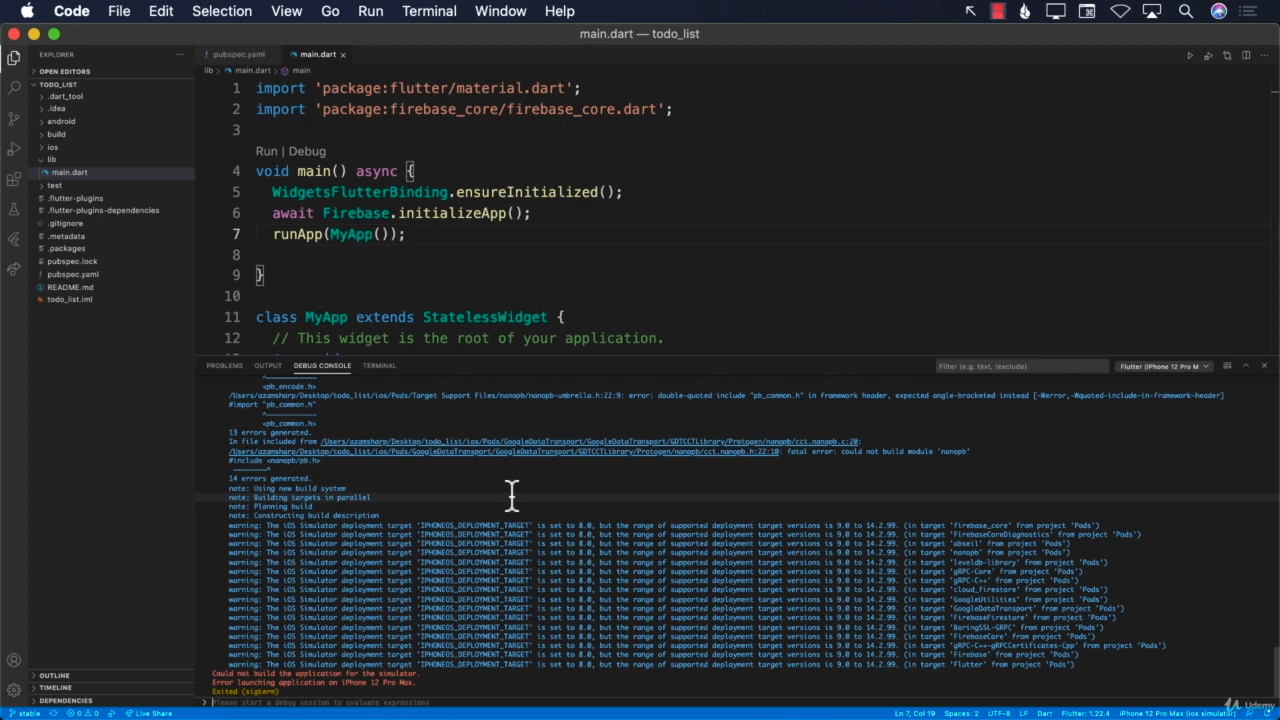 Code File Edit Selection View Go Run Terminal Window Help
main.dart — todo_list
EXPLORER
OPEN EDITORS
TODO_LIST
.dart_tool
.idea
android
build
ios
lib
main.dart
test
.flutter-plugins
.flutter-plugins-dependencies
.gitignore
.metadata
.packages
pubspec.lock
pubspec.yaml
README.md
todo_list.iml
OUTLINE
TIMELINE
DEPENDENCIES
pubspec.yaml main.dart
lib main.dart main
1 import 'package:flutter/material.dart';
2 import 'package:firebase_core/firebase_core.dart';
3
Run | Debug
4 void main() async {
5 WidgetsFlutterBinding.ensureInitialized();
6 await Firebase.initializeApp();
7 runApp(MyApp());
8
9 }
10
11 class MyApp extends StatelessWidget {
12 // This widget is the root of your application.
PROBLEMS OUTPUT DEBUG CONSOLE TERMINAL
Filter (e.g. text, !exclude) Flutter (iPhone 12 Pro M
<pb_encode.h>
/Users/azamsharp/Desktop/todo_list/ios/Pods/Target Support Files/nanopb/nanopb-umbrella.h:22:9: error: double-quoted include "pb_common.h" in framework header, expected angle-bracketed instead [-Werror,-Wquoted-include-in-framework-header]
#import "pb_common.h"
^~~~~~~~~~~~~
<pb_common.h>
13 errors generated.
In file included from /Users/azamsharp/Desktop/todo_list/ios/Pods/GoogleDataTransport/GoogleDataTransport/GDTCCTLibrary/Protogen/nanopb/cct.nanopb.c:20:
/Users/azamsharp/Desktop/todo_list/ios/Pods/GoogleDataTransport/GoogleDataTransport/GDTCCTLibrary/Protogen/nanopb/cct.nanopb.h:22:10: fatal error: could not build module 'nanopb'
#include <nanopb/pb.h>
~~~~~~~~^
14 errors generated.
note: Using new build system
note: Building targets in parallel
note: Planning build
note: Constructing build description
warning: The iOS Simulator deployment target 'IPHONEOS_DEPLOYMENT_TARGET' is set to 8.0, but the range of supported deployment target versions is 9.0 to 14.2.99. (in target 'firebase_core' from project 'Pods')
warning: The iOS Simulator deployment target 'IPHONEOS_DEPLOYMENT_TARGET' is set to 8.0, but the range of supported deployment target versions is 9.0 to 14.2.99. (in target 'FirebaseCoreDiagnostics' from project 'Pods')
warning: The iOS Simulator deployment target 'IPHONEOS_DEPLOYMENT_TARGET' is set to 8.0, but the range of supported deployment target versions is 9.0 to 14.2.99. (in target 'abseil' from project 'Pods')
warning: The iOS Simulator deployment target 'IPHONEOS_DEPLOYMENT_TARGET' is set to 8.0, but the range of supported deployment target versions is 9.0 to 14.2.99. (in target 'nanopb' from project 'Pods')
warning: The iOS Simulator deployment target 'IPHONEOS_DEPLOYMENT_TARGET' is set to 8.0, but the range of supported deployment target versions is 9.0 to 14.2.99. (in target 'leveldb-library' from project 'Pods')
warning: The iOS Simulator deployment target 'IPHONEOS_DEPLOYMENT_TARGET' is set to 8.0, but the range of supported deployment target versions is 9.0 to 14.2.99. (in target 'gRPC-Core' from project 'Pods')
warning: The iOS Simulator deployment target 'IPHONEOS_DEPLOYMENT_TARGET' is set to 8.0, but the range of supported deployment target versions is 9.0 to 14.2.99. (in target 'gRPC-C++' from project 'Pods')
warning: The iOS Simulator deployment target 'IPHONEOS_DEPLOYMENT_TARGET' is set to 8.0, but the range of supported deployment target versions is 9.0 to 14.2.99. (in target 'cloud_firestore' from project 'Pods')
warning: The iOS Simulator deployment target 'IPHONEOS_DEPLOYMENT_TARGET' is set to 8.0, but the range of supported deployment target versions is 9.0 to 14.2.99. (in target 'GoogleUtilities' from project 'Pods')
warning: The iOS Simulator deployment target 'IPHONEOS_DEPLOYMENT_TARGET' is set to 8.0, but the range of supported deployment target versions is 9.0 to 14.2.99. (in target 'GoogleDataTransport' from project 'Pods')
warning: The iOS Simulator deployment target 'IPHONEOS_DEPLOYMENT_TARGET' is set to 8.0, but the range of supported deployment target versions is 9.0 to 14.2.99. (in target 'FirebaseFirestore' from project 'Pods')
warning: The iOS Simulator deployment target 'IPHONEOS_DEPLOYMENT_TARGET' is set to 8.0, but the range of supported deployment target versions is 9.0 to 14.2.99. (in target 'BoringSSL-GRPC' from project 'Pods')
warning: The iOS Simulator deployment target 'IPHONEOS_DEPLOYMENT_TARGET' is set to 8.0, but the range of supported deployment target versions is 9.0 to 14.2.99. (in target 'FirebaseCore' from project 'Pods')
warning: The iOS Simulator deployment target 'IPHONEOS_DEPLOYMENT_TARGET' is set to 8.0, but the range of supported deployment target versions is 9.0 to 14.2.99. (in target 'gRPC-C++-gRPCCertificates-Cpp' from project 'Pods')
warning: The iOS Simulator deployment target 'IPHONEOS_DEPLOYMENT_TARGET' is set to 8.0, but the range of supported deployment target versions is 9.0 to 14.2.99. (in target 'Firebase' from project 'Pods')
warning: The iOS Simulator deployment target 'IPHONEOS_DEPLOYMENT_TARGET' is set to 8.0, but the range of supported deployment target versions is 9.0 to 14.2.99. (in target 'Flutter' from project 'Pods')
Could not build the application for the simulator.
Error launching application on iPhone 12 Pro Max.
Exited (sigterm)
Please start a debug session to evaluate expressions
stable 0 0 Live Share Ln 7, Col 19 Spaces: 2 UTF-8 LF Dart Flutter: 1.22.4 iPhone 12 Pro Max (ios simulator)
Udemy